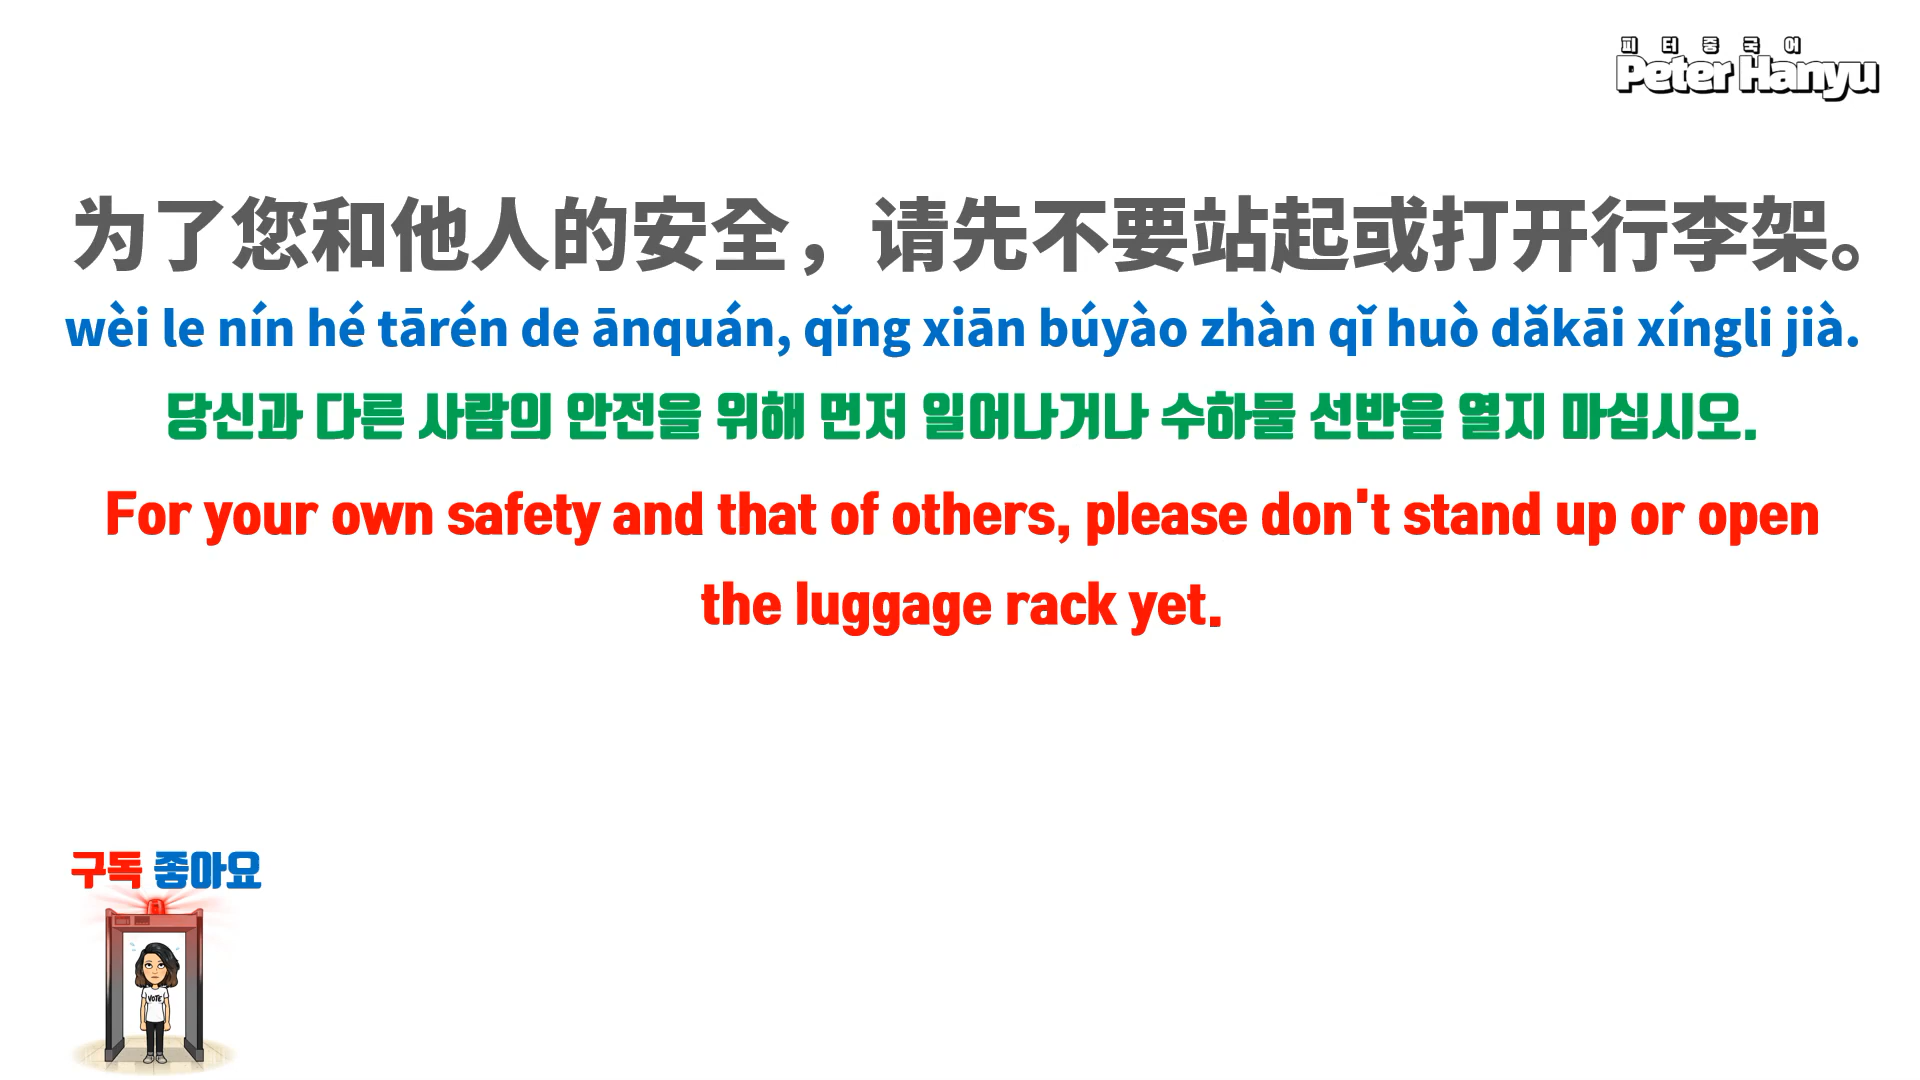 피터중국어
Peter Hanyu
为了您和他人的安全，请先不要站起或打开行李架。
wèi le nín hé tārén de ānquán, qǐng xiān búyào zhàn qǐ huò dǎkāi xíngli jià.
당신과 다른 사람의 안전을 위해 먼저 일어나거나 수하물 선반을 열지 마십시오.
For your own safety and that of others, please don't stand up or open
the luggage rack yet.
구독 좋아요
VOTE